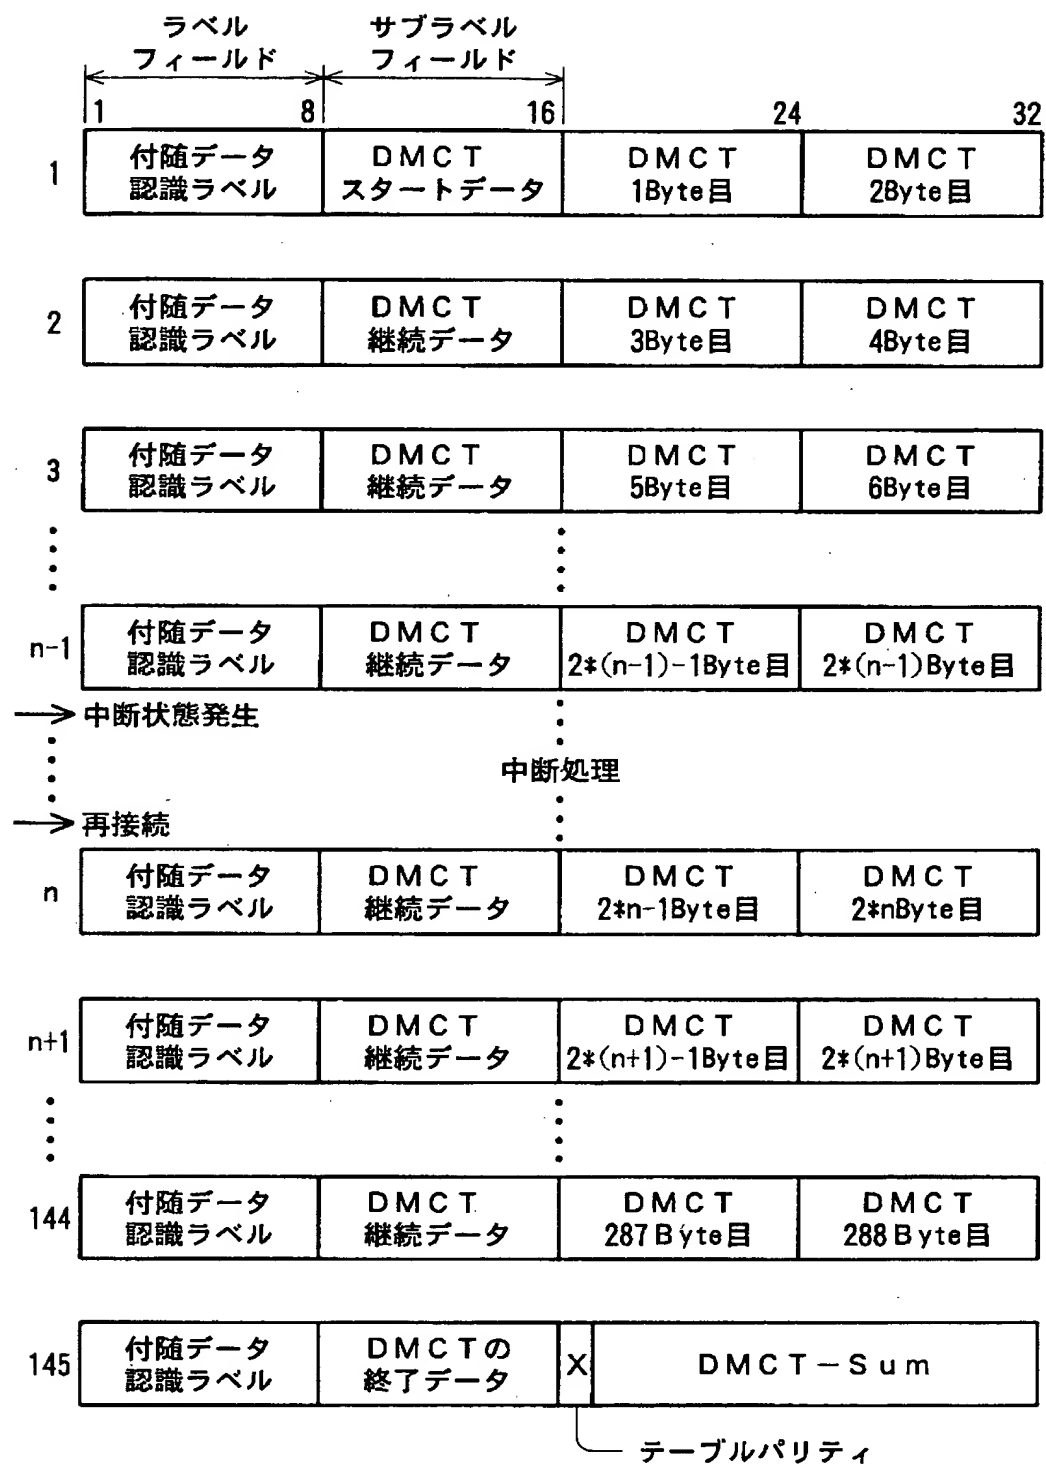 ラベル
フィールド
サブラベル
フィールド
1 8 16 24 32
1
付随データ
認識ラベル
DMCT
スタートデータ
DMCT
1Byte目
DMCT
2Byte目
2
付随データ
認識ラベル
DMCT
継続データ
DMCT
3Byte目
DMCT
4Byte目
3
付随データ
認識ラベル
DMCT
継続データ
DMCT
5Byte目
DMCT
6Byte目
n-1
付随データ
認識ラベル
DMCT
継続データ
DMCT
2*(n-1)-1Byte目
DMCT
2*(n-1)Byte目
中断状態発生
中断処理
再接続
n
付随データ
認識ラベル
DMCT
継続データ
DMCT
2*n-1Byte目
DMCT
2*nByte目
n+1
付随データ
認識ラベル
DMCT
継続データ
DMCT
2*(n+1)-1Byte目
DMCT
2*(n+1)Byte目
144
付随データ
認識ラベル
DMCT
継続データ
DMCT
287Byte目
DMCT
288Byte目
145
付随データ
認識ラベル
DMCTの
終了データ
X
DMCT-Sum
テーブルパリティ